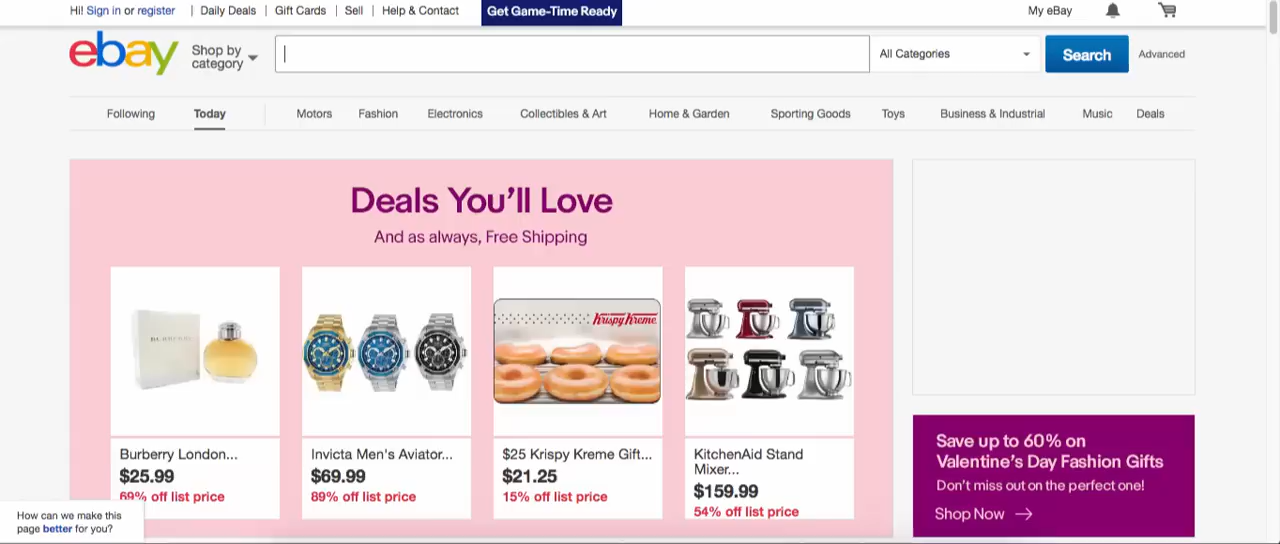 Hi! Sign in or register | Daily Deals | Gift Cards | Sell | Help & Contact Get Game-Time Ready My eBay
ebay Shop by category All Categories Search Advanced
Following Today Motors Fashion Electronics Collectibles & Art Home & Garden Sporting Goods Toys Business & Industrial Music Deals
Deals You'll Love
And as always, Free Shipping
BURBERRY
Krispy Kreme
Burberry London...
$25.99
69% off list price
Invicta Men's Aviator...
$69.99
89% off list price
$25 Krispy Kreme Gift...
$21.25
15% off list price
KitchenAid Stand
Mixer...
$159.99
54% off list price
Save up to 60% on
Valentine's Day Fashion Gifts
Don't miss out on the perfect one!
Shop Now
How can we make this
page better for you?